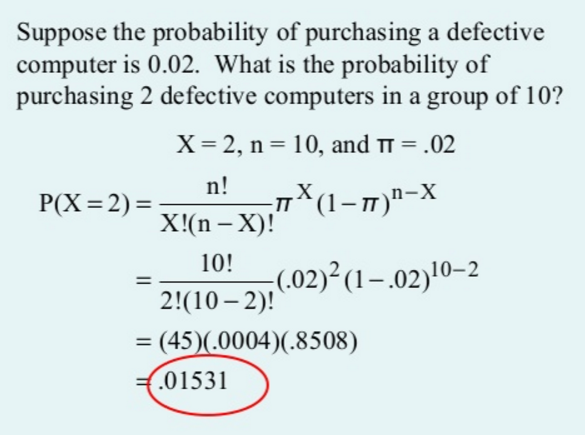 Suppose the probability of purchasing a defective
computer is 0.02. What is the probability of
purchasing 2 defective computers in a group of 10?
X = 2, n = 10, and π = .02
P(X = 2) = n! / X!(n – X)! π^X (1 – π)^n–X
= 10! / 2!(10 – 2)! (.02)^2 (1 – .02)^10–2
= (45)(.0004)(.8508)
= .01531